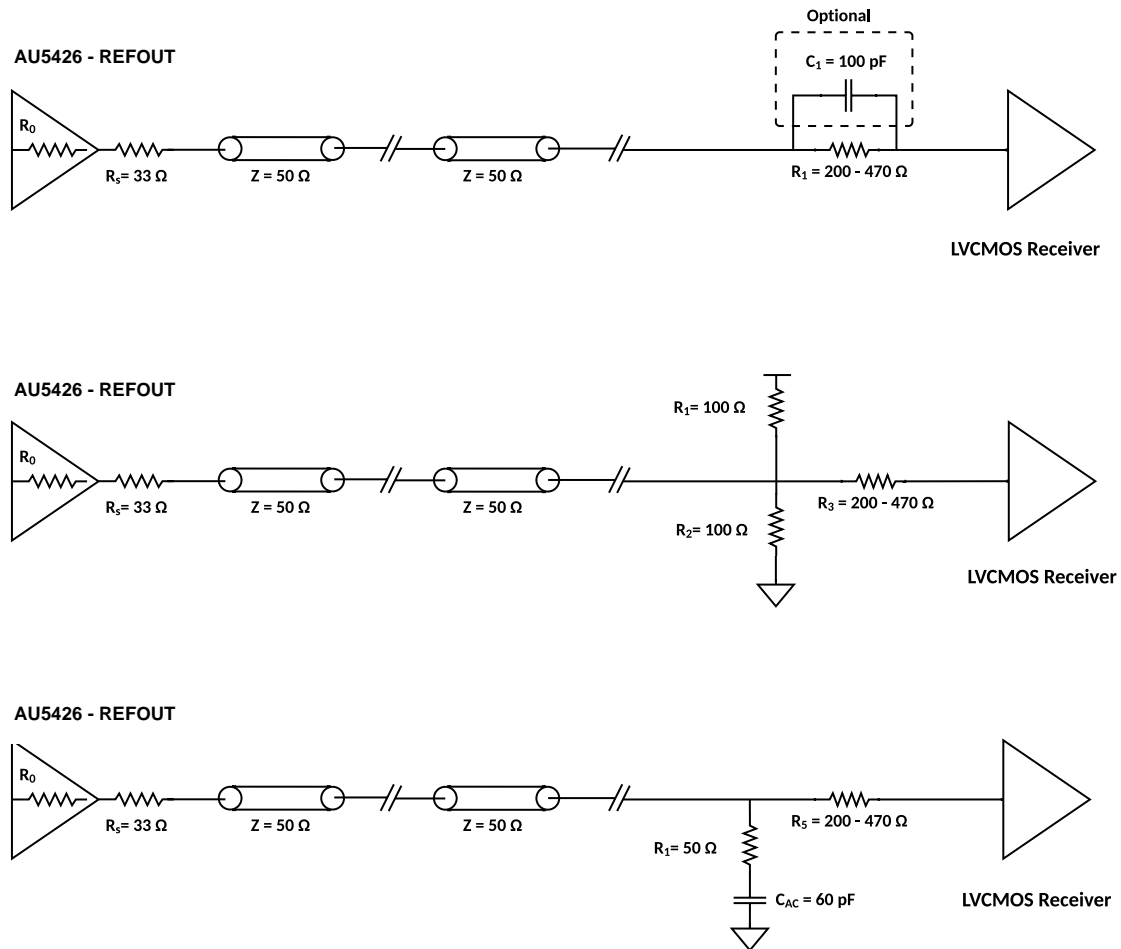 Optional
AU5426 - REFOUT
C₁ = 100 pF
R₀
Rₛ= 33 Ω
Z = 50 Ω
Z = 50 Ω
R₁ = 200 - 470 Ω
LVCMOS Receiver
AU5426 - REFOUT
R₁= 100 Ω
R₀
Rₛ= 33 Ω
Z = 50 Ω
Z = 50 Ω
R₃ = 200 - 470 Ω
R₂= 100 Ω
LVCMOS Receiver
AU5426 - REFOUT
R₀
Rₛ= 33 Ω
Z = 50 Ω
Z = 50 Ω
R₅ = 200 - 470 Ω
R₁= 50 Ω
C_AC = 60 pF
LVCMOS Receiver